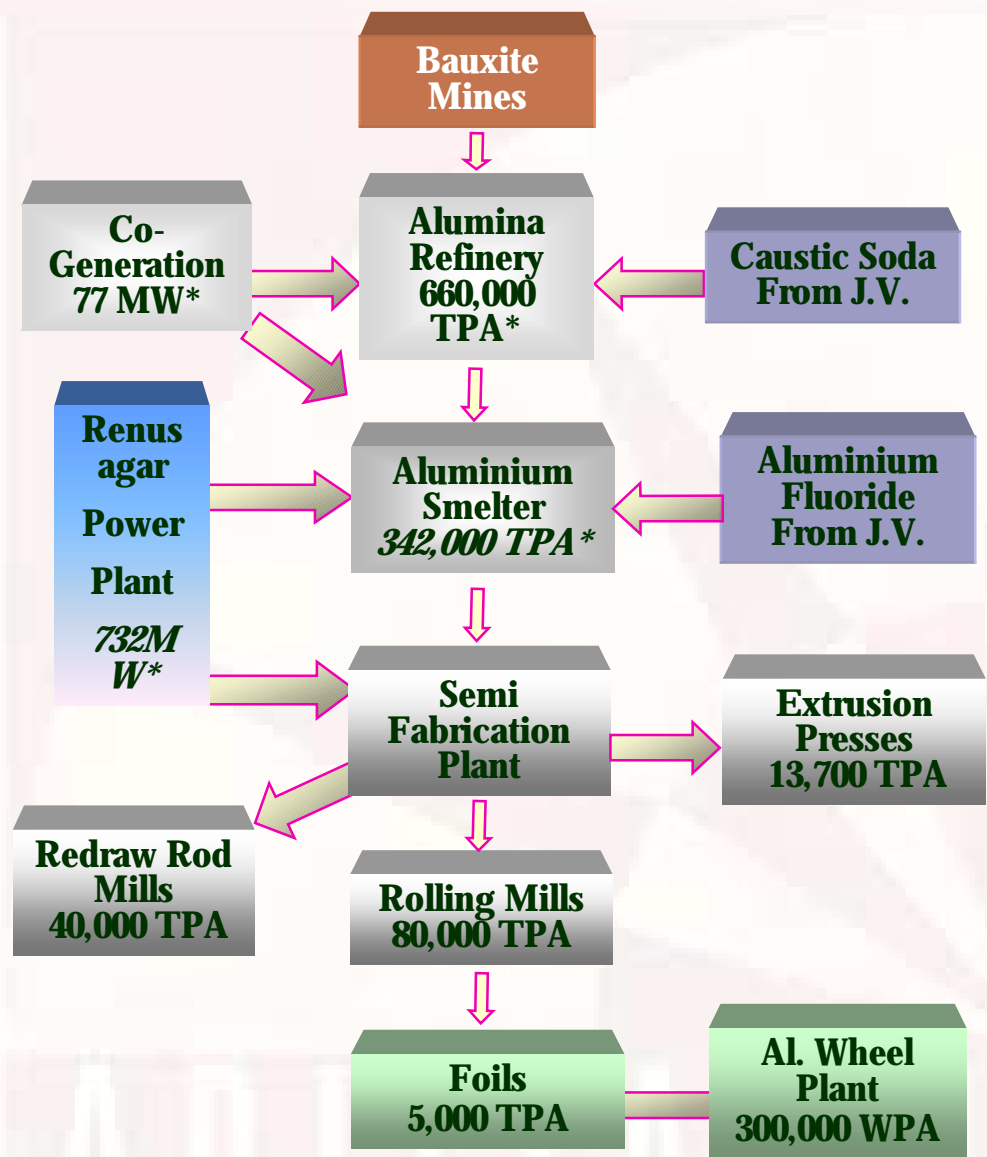 Bauxite
Mines
Co-
Generation
77 MW*
Alumina
Refinery
660,000
TPA*
Caustic Soda
From J.V.
Renus
agar
Power
Plant
732M
W*
Aluminium
Smelter
342,000 TPA*
Aluminium
Fluoride
From J.V.
Semi
Fabrication
Plant
Extrusion
Presses
13,700 TPA
Redraw Rod
Mills
40,000 TPA
Rolling Mills
80,000 TPA
Foils
5,000 TPA
Al. Wheel
Plant
300,000 WPA